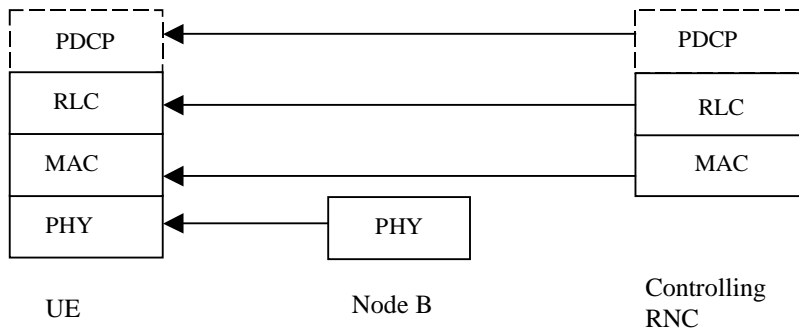 PDCP
PDCP
RLC
RLC
MAC
MAC
PHY
PHY
UE
Node B
Controlling
RNC